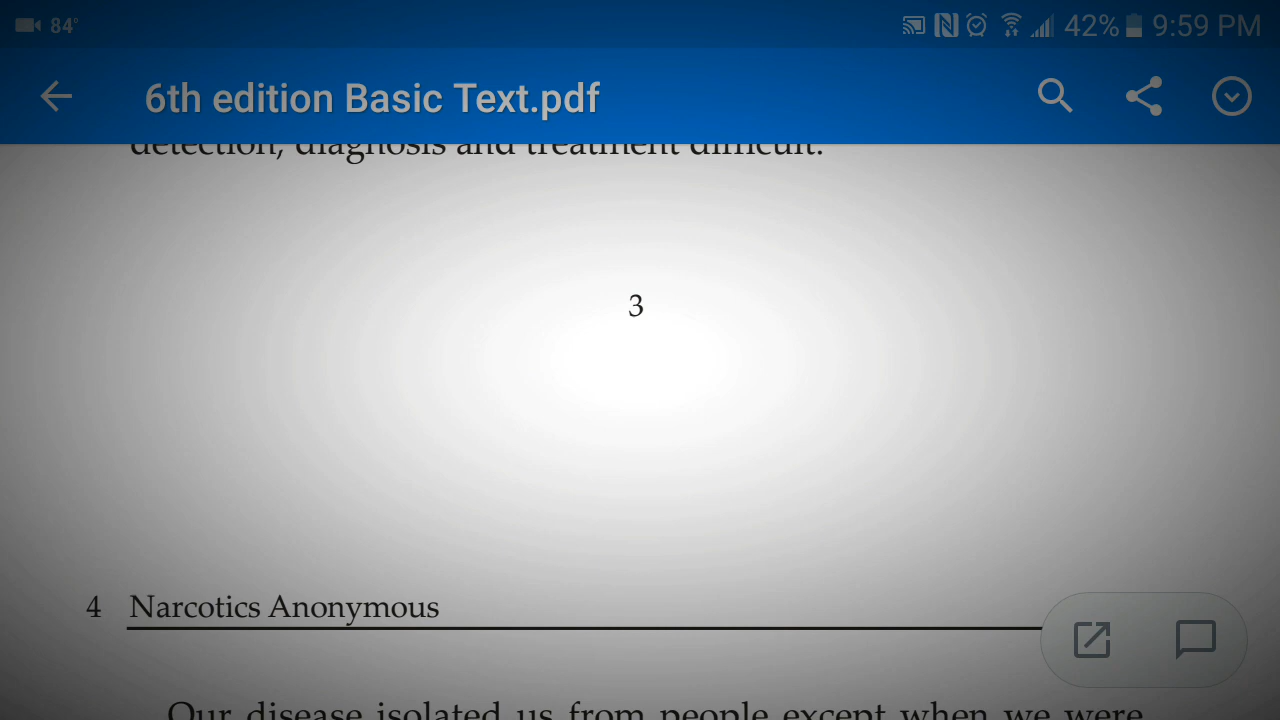 84°
42% 9:59 PM
6th edition Basic Text.pdf
detection, diagnosis and treatment difficult.
3
4 Narcotics Anonymous
Our disease isolated us from people except when we were